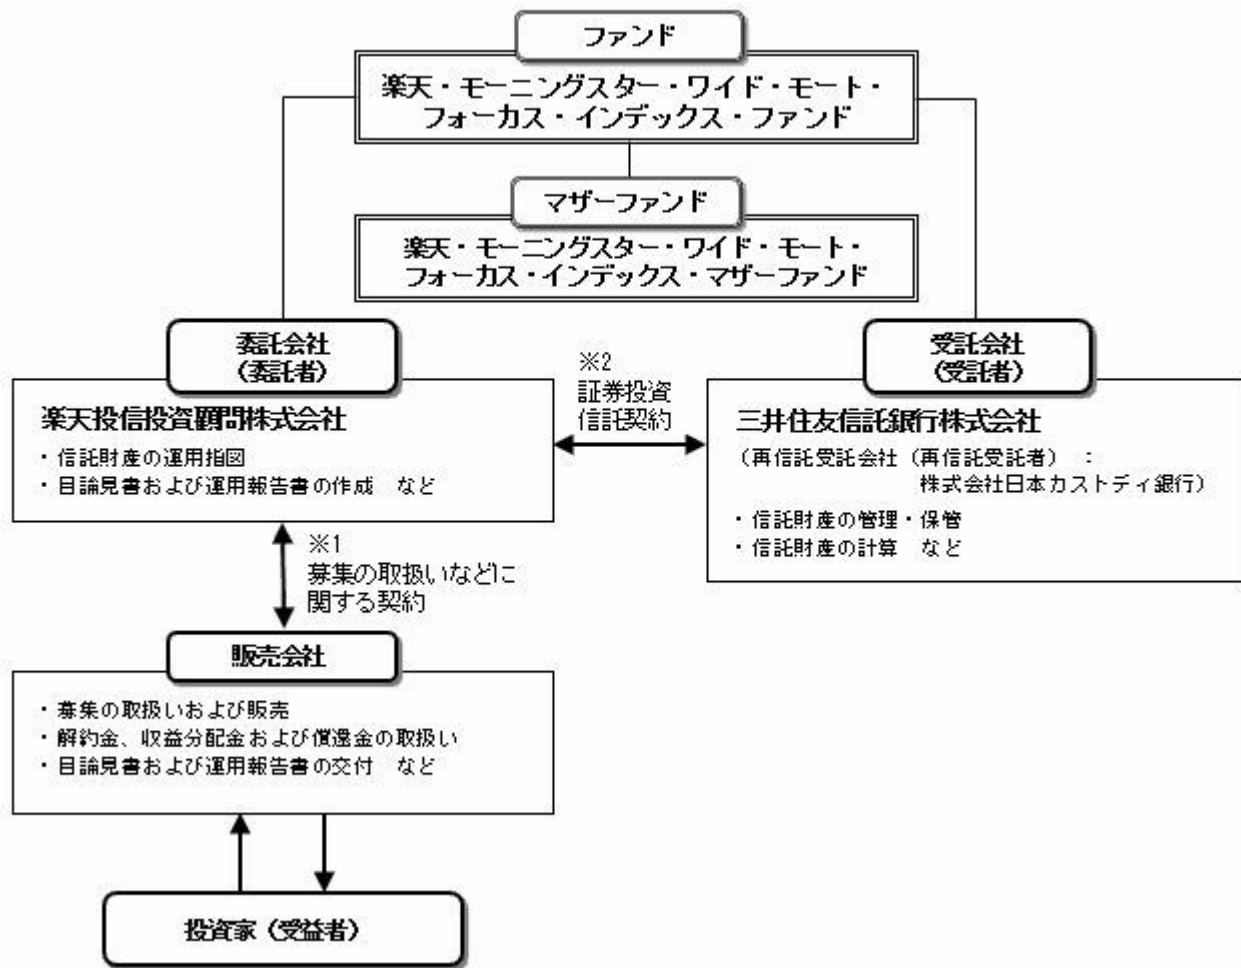 ファンド
楽天・モーニングスター・ワイド・モート・
フォーカス・インデックス・ファンド
マザーファンド
楽天・モーニングスター・ワイド・モート・
フォーカス・インデックス・マザーファンド
委託会社
(委託者)
楽天投信投資顧問株式会社
・信託財産の運用指図
・目論見書および運用報告書の作成 など
※2
証券投資
信託契約
受託会社
(受託者)
三井住友信託銀行株式会社
(再信託受託会社(再信託受託者) :
株式会社日本カストディ銀行)
・信託財産の管理・保管
・信託財産の計算 など
※1
募集の取扱いなどに
関する契約
販売会社
・募集の取扱いおよび販売
・解約金、収益分配金および償還金の取扱い
・目論見書および運用報告書の交付 など
投資家(受益者)